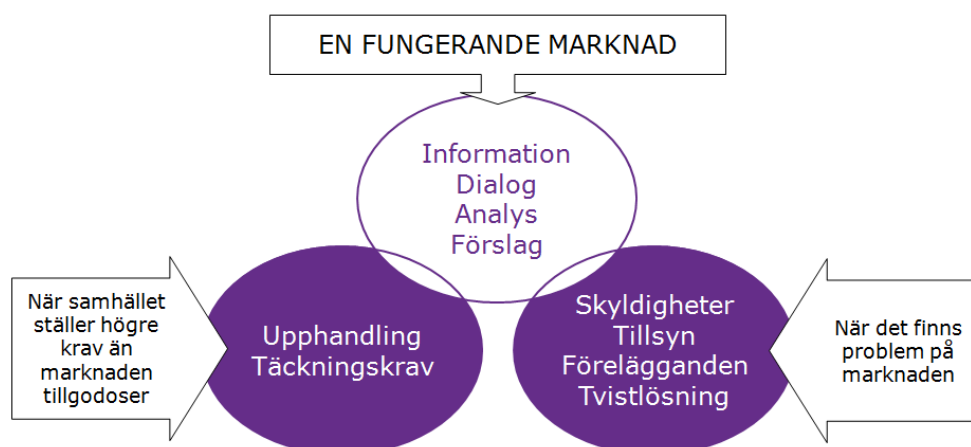 EN FUNGERANDE MARKNAD
Information
Dialog
Analys
Förslag
När samhället
ställer högre
krav än
marknaden
tillgodoser
Upphandling
Täckningskrav
Skyldigheter
Tillsyn
Förelägganden
Tvistlösning
När det finns
problem på
marknaden